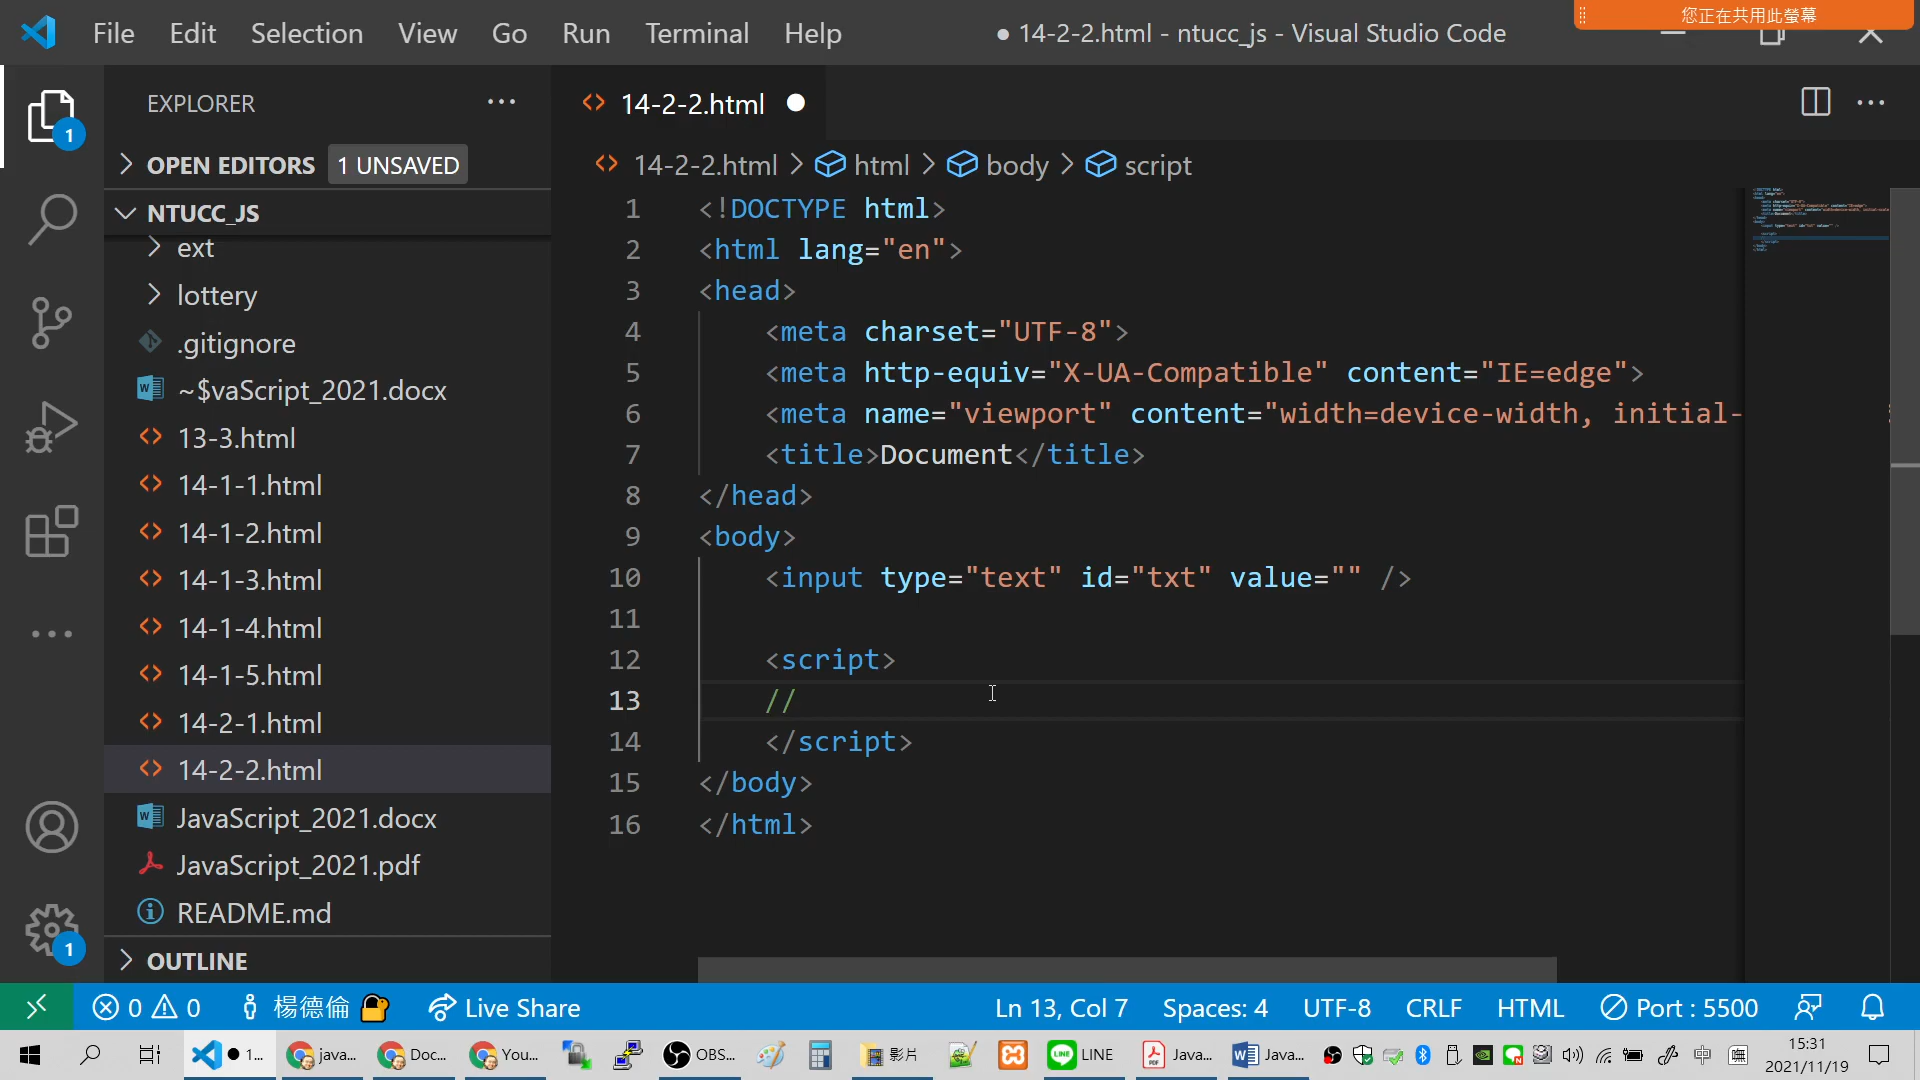 File Edit Selection View Go Run Terminal Help
● 14-2-2.html - ntucc_js - Visual Studio Code
您正在共用此螢幕
EXPLORER
1
OPEN EDITORS 1 UNSAVED
NTUCC_JS
ext
lottery
.gitignore
~$vaScript_2021.docx
13-3.html
14-1-1.html
14-1-2.html
14-1-3.html
14-1-4.html
14-1-5.html
14-2-1.html
14-2-2.html
JavaScript_2021.docx
JavaScript_2021.pdf
README.md
OUTLINE
1
14-2-2.html ●
14-2-2.html > html > body > script
1 <!DOCTYPE html>
2 <html lang="en">
3 <head>
4 <meta charset="UTF-8">
5 <meta http-equiv="X-UA-Compatible" content="IE=edge">
6 <meta name="viewport" content="width=device-width, initial-
7 <title>Document</title>
8 </head>
9 <body>
10 <input type="text" id="txt" value="" />
11
12 <script>
13 //
14 </script>
15 </body>
16 </html>
0 0 楊德倫 Live Share Ln 13, Col 7 Spaces: 4 UTF-8 CRLF HTML Port : 5500
● 1... java... Doc... You... OBS... 影片 LINE Java... Java... 中 15:31
2021/11/19